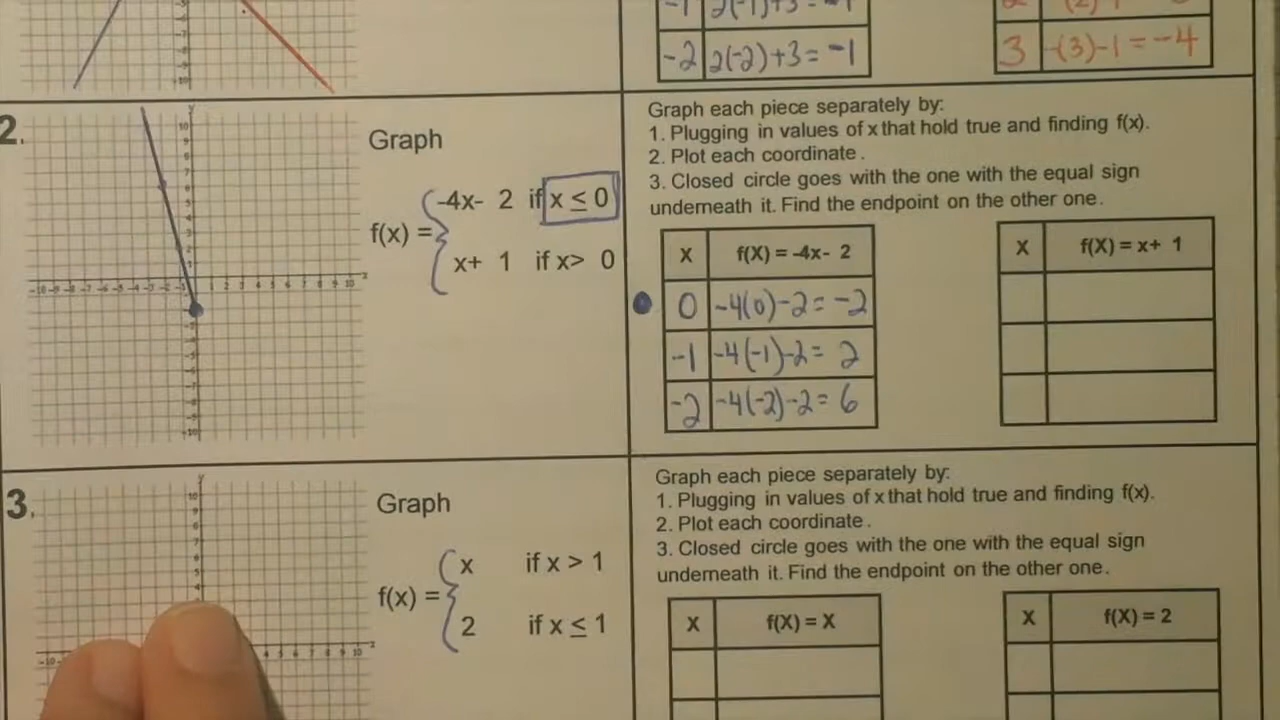 -1 2(-1)+3 = -1
-2 2(-2)+3 = -1
3 -(3)-1 = -4
2.
Graph
f(x) =
-4x- 2 if x ≤ 0
x+ 1 if x> 0
Graph each piece separately by:
1. Plugging in values of x that hold true and finding f(x).
2. Plot each coordinate.
3. Closed circle goes with the one with the equal sign
underneath it. Find the endpoint on the other one.
X f(X) = -4x- 2
0 -4(0)-2 = -2
-1 -4(-1)-2 = 2
-2 -4(-2)-2 = 6
X f(X) = x+ 1
3.
Graph
f(x) =
x if x > 1
2 if x ≤ 1
Graph each piece separately by:
1. Plugging in values of x that hold true and finding f(x).
2. Plot each coordinate.
3. Closed circle goes with the one with the equal sign
underneath it. Find the endpoint on the other one.
X f(X) = X
X f(X) = 2